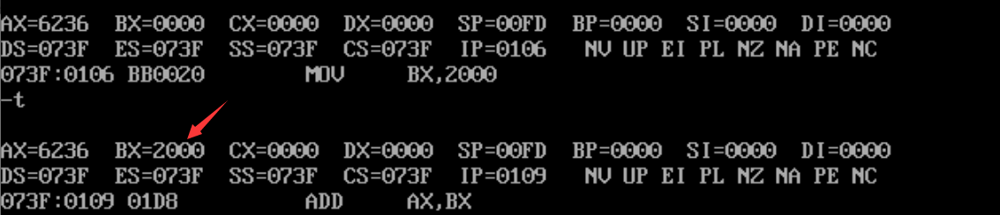 AX=6236  BX=0000  CX=0000  DX=0000  SP=00FD  BP=0000  SI=0000  DI=0000
DS=073F  ES=073F  SS=073F  CS=073F  IP=0106   NV UP EI PL NZ NA PE NC
073F:0106 BB0020        MOV     BX,2000
-t
AX=6236  BX=2000  CX=0000  DX=0000  SP=00FD  BP=0000  SI=0000  DI=0000
DS=073F  ES=073F  SS=073F  CS=073F  IP=0109   NV UP EI PL NZ NA PE NC
073F:0109 01D8          ADD     AX,BX